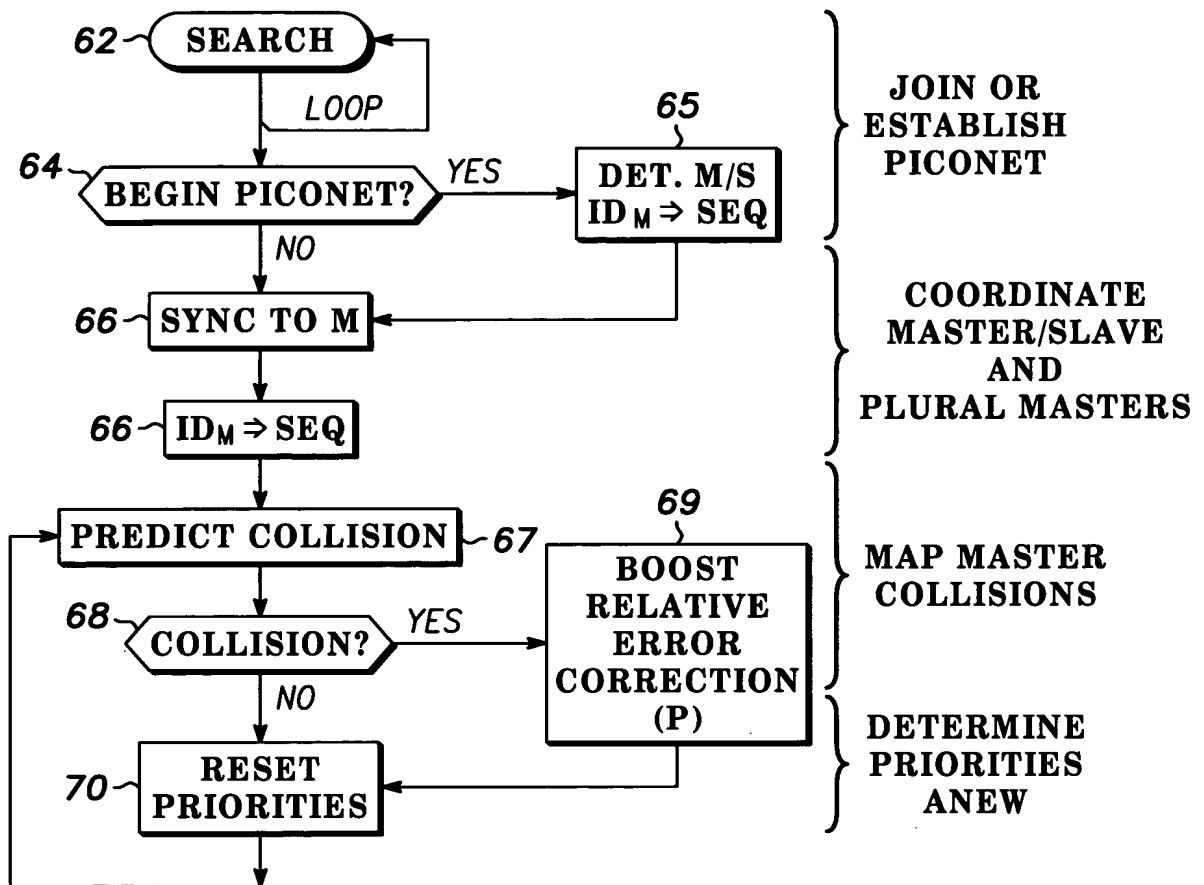 62
SEARCH
LOOP
64
BEGIN PICONET?
YES
NO
65
DET. M/S
IDM ⇒ SEQ
JOIN OR
ESTABLISH
PICONET
66
SYNC TO M
66
IDM ⇒ SEQ
COORDINATE
MASTER/SLAVE
AND
PLURAL MASTERS
PREDICT COLLISION
67
68
COLLISION?
YES
NO
69
BOOST
RELATIVE
ERROR
CORRECTION
(P)
MAP MASTER
COLLISIONS
70
RESET
PRIORITIES
DETERMINE
PRIORITIES
ANEW